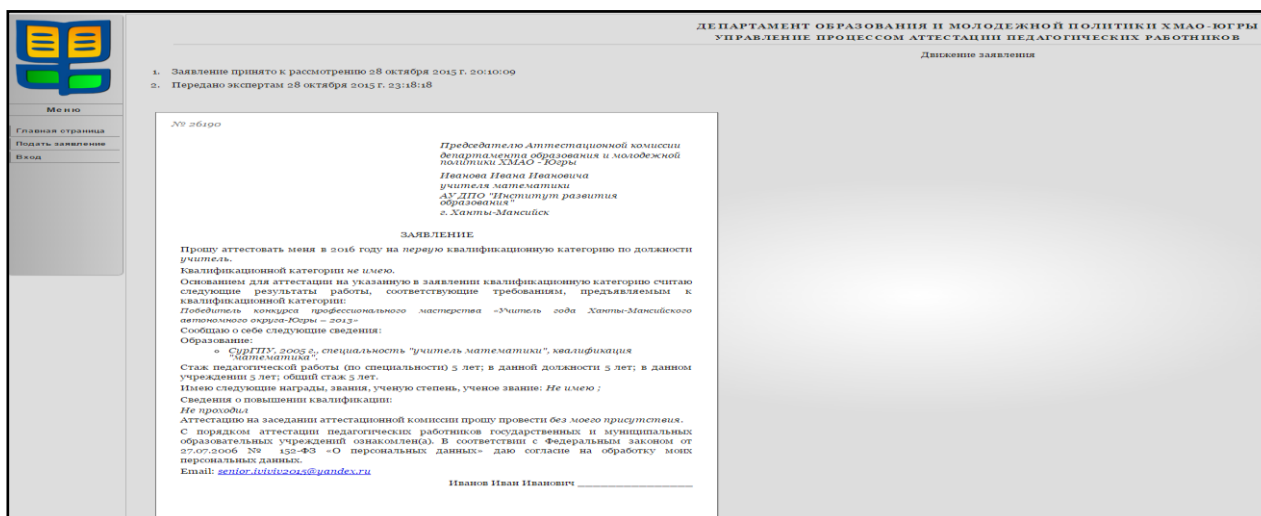 ДЕПАРТАМЕНТ ОБРАЗОВАНИЯ И МОЛОДЕЖНОЙ ПОЛИТИКИ ХМАО-ЮГРЫ
УПРАВЛЕНИЕ ПРОЦЕССОМ АТТЕСТАЦИИ ПЕДАГОГИЧЕСКИХ РАБОТНИКОВ
Движение заявления
1. Заявление принято к рассмотрению 28 октября 2015 г. 20:10:09
2. Передано экспертам 28 октября 2015 г. 23:18:18
Меню
Главная страница
Подать заявление
Вход
№ 26190
Председателю Аттестационной комиссии
департамента образования и молодежной
политики ХМАО - Югры
Иванова Ивана Ивановича
учителя математики
АУ ДПО "Институт развития
образования"
г. Ханты-Мансийск
ЗАЯВЛЕНИЕ
Прошу аттестовать меня в 2016 году на первую квалификационную категорию по должности
учитель.
Квалификационной категории не имею.
Основанием для аттестации на указанную в заявлении квалификационную категорию считаю
следующие результаты работы, соответствующие требованиям, предъявляемым к
квалификационной категории:
Победитель конкурса профессионального мастерства «Учитель года Ханты-Мансийского
автономного округа-Югры – 2013»
Сообщаю о себе следующие сведения:
Образование:
СурГПУ, 2005 г., специальность "учитель математики", квалификация
"математика".
Стаж педагогической работы (по специальности) 5 лет; в данной должности 5 лет; в данном
учреждении 5 лет; общий стаж 5 лет.
Имею следующие награды, звания, ученую степень, ученое звание: Не имею ;
Сведения о повышении квалификации:
Не проходил
Аттестацию на заседании аттестационной комиссии прошу провести без моего присутствия.
С порядком аттестации педагогических работников государственных и муниципальных
образовательных учреждений ознакомлен(а). В соответствии с Федеральным законом от
27.07.2006 № 152-ФЗ «О персональных данных» даю согласие на обработку моих
персональных данных.
Email: senior.iviviv2015@yandex.ru
Иванов Иван Иванович ____________________